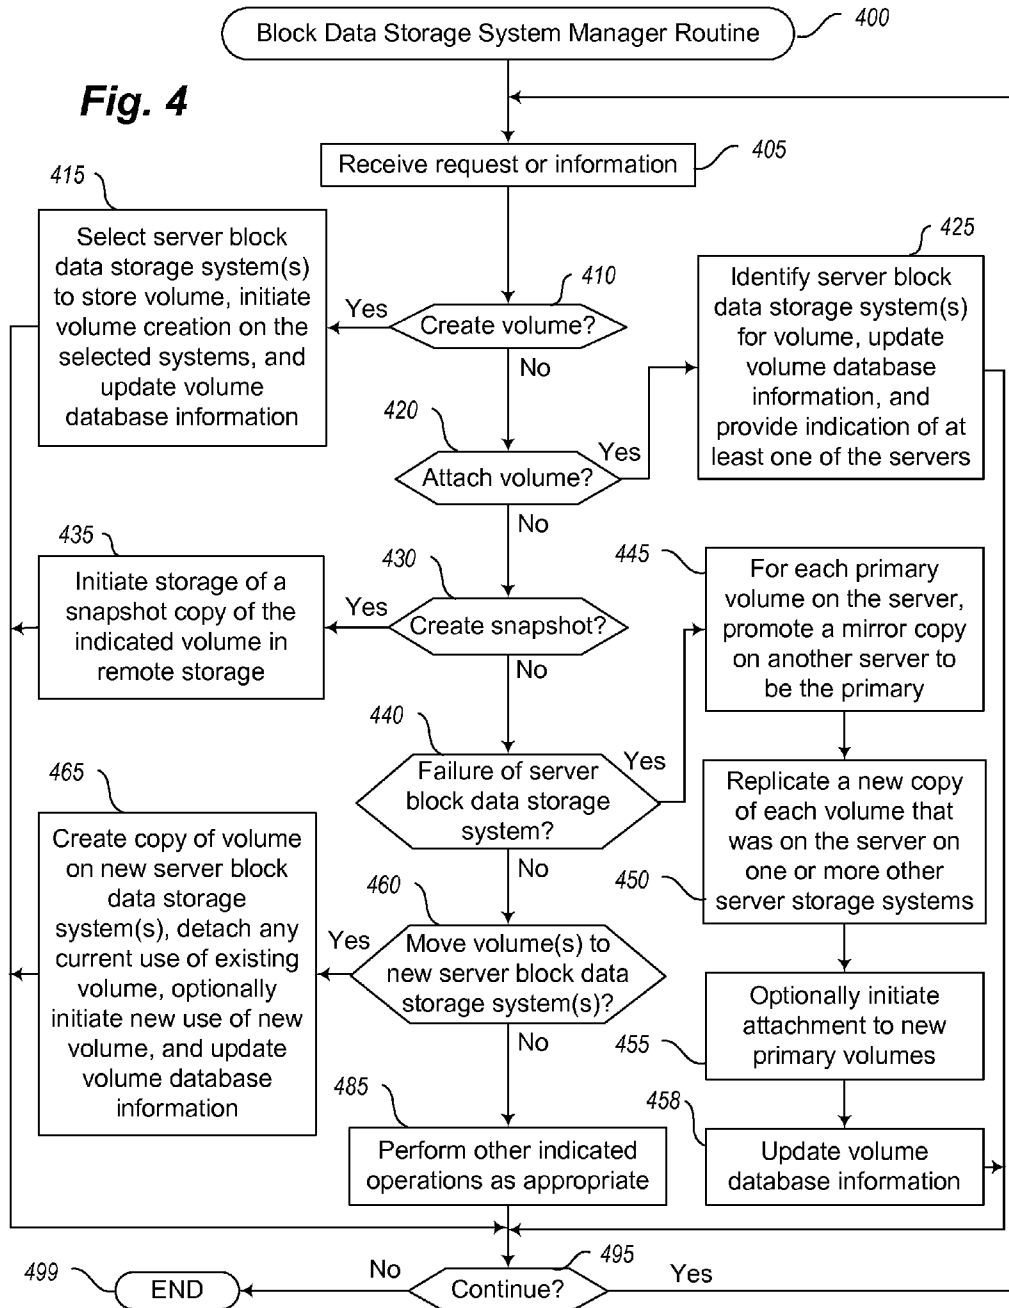 Block Data Storage System Manager Routine
400
Fig. 4
Receive request or information
405
415
Select server block
data storage system(s)
to store volume, initiate
volume creation on the
selected systems, and
update volume
database information
Yes
410
Create volume?
No
425
Identify server block
data storage system(s)
for volume, update
volume database
information, and
provide indication of at
least one of the servers
420
Attach volume?
Yes
No
435
Initiate storage of a
snapshot copy of the
indicated volume in
remote storage
Yes
430
Create snapshot?
No
445
For each primary
volume on the server,
promote a mirror copy
on another server to
be the primary
440
Failure of server
block data storage
system?
Yes
No
Replicate a new copy
of each volume that
was on the server on
one or more other
server storage systems
450
465
Create copy of volume
on new server block
data storage
system(s), detach any
current use of existing
volume, optionally
initiate new use of new
volume, and update
volume database
information
Yes
460
Move volume(s) to
new server block data
storage system(s)?
No
Optionally initiate
attachment to new
primary volumes
455
458
Update volume
database information
485
Perform other indicated
operations as appropriate
495
Continue?
Yes
No
499
END